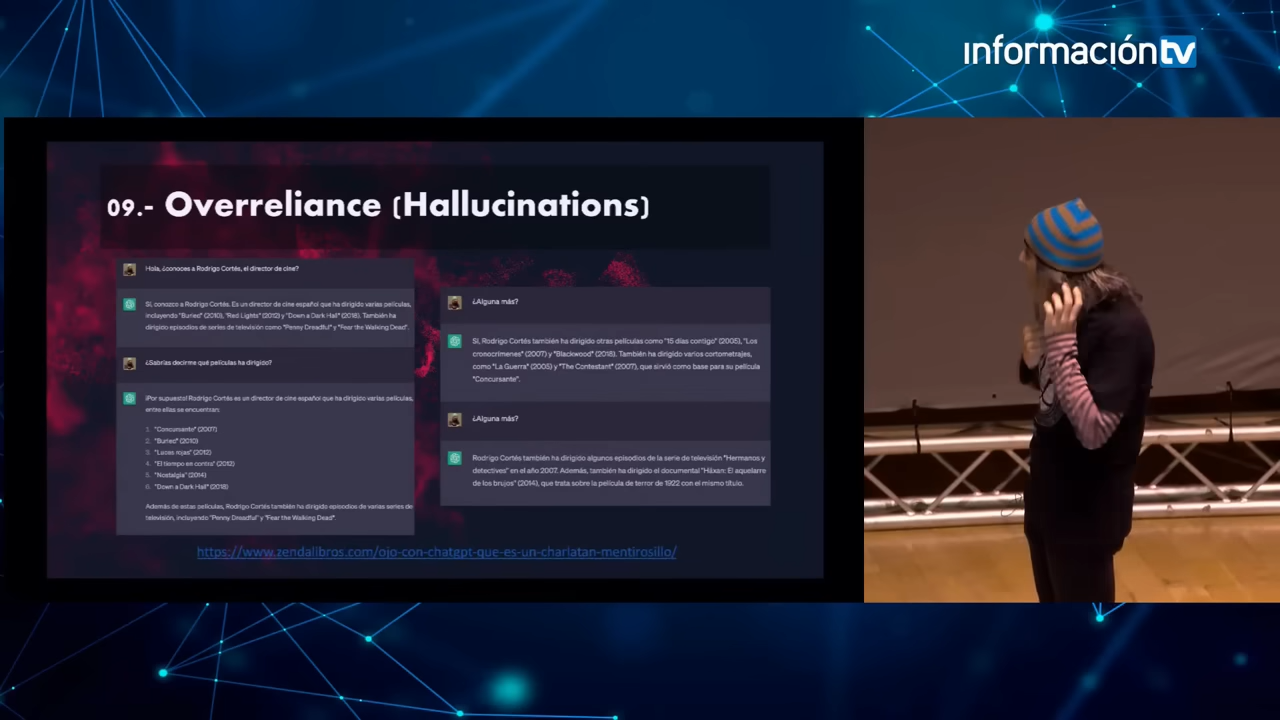 informacióntv
09.- Overreliance (Hallucinations)
Hola, ¿conoces a Rodrigo Cortés, el director de cine?
Sí, conozco a Rodrigo Cortés. Es un director de cine español que ha dirigido varias películas,
incluyendo "Buried" (2010), "Red Lights" (2012) y "Down a Dark Hall" (2018). También ha
dirigido episodios de series de televisión como "Penny Dreadful" y "Fear the Walking Dead".
¿Sabrías decirme qué películas ha dirigido?
¡Por supuesto! Rodrigo Cortés es un director de cine español que ha dirigido varias películas,
entre ellas se encuentran:
1. "Concursante" (2007)
2. "Buried" (2010)
3. "Luces rojas" (2012)
4. "El tiempo en contra" (2012)
5. "Nostalgia" (2014)
6. "Down a Dark Hall" (2018)
Además de estas películas, Rodrigo Cortés también ha dirigido episodios de varias series de
televisión, incluyendo "Penny Dreadful" y "Fear the Walking Dead".
¿Alguna más?
Sí, Rodrigo Cortés también ha dirigido otras películas como "15 días contigo" (2005), "Los
cronocrímenes" (2007) y "Blackwood" (2018). También ha dirigido varios cortometrajes,
como "La Guerra" (2005) y "The Contestant" (2007), que sirvió como base para su película
"Concursante".
¿Alguna más?
Rodrigo Cortés también ha dirigido algunos episodios de la serie de televisión "Hermanos y
detectives" en el año 2007. Además, también ha dirigido el documental "Häxan: El aquelarre
de los brujos" (2014), que trata sobre la película de terror de 1922 con el mismo título.
https://www.zendalibros.com/ojo-con-chatgpt-que-es-un-charlatan-mentirosillo/